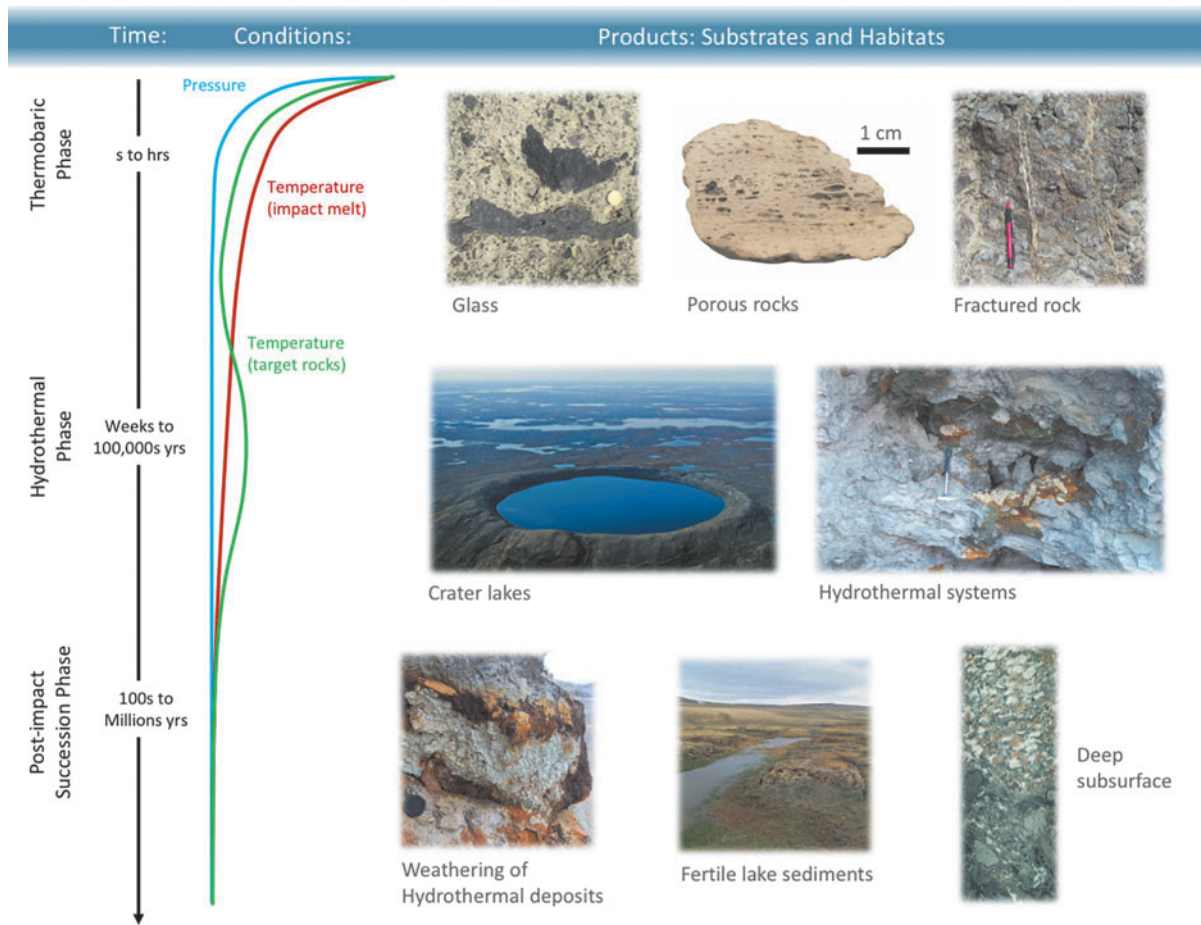 Time:
Conditions:
Products: Substrates and Habitats
Thermobaric
Phase
s to hrs
Pressure
Temperature
(impact melt)
1 cm
Glass
Porous rocks
Fractured rock
Hydrothermal
Phase
Weeks to
100,000s yrs
Temperature
(target rocks)
Crater lakes
Hydrothermal systems
Post-impact
Succession Phase
100s to
Millions yrs
Weathering of
Hydrothermal deposits
Fertile lake sediments
Deep
subsurface